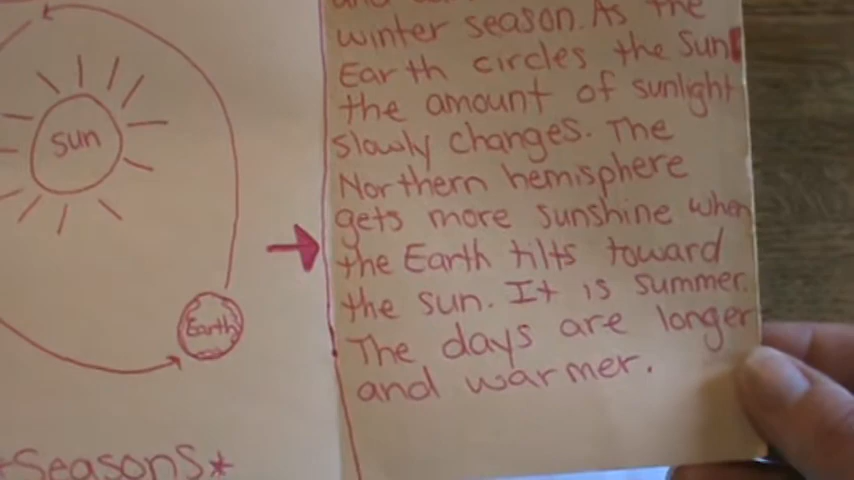 sun
Earth
*Seasons*
winter season. As the
Earth circles the Sun
the amount of sunlight
slowly changes. The
Northern hemisphere
gets more sunshine when
the Earth tilts toward
the sun. It is summer.
The days are longer
and warmer.